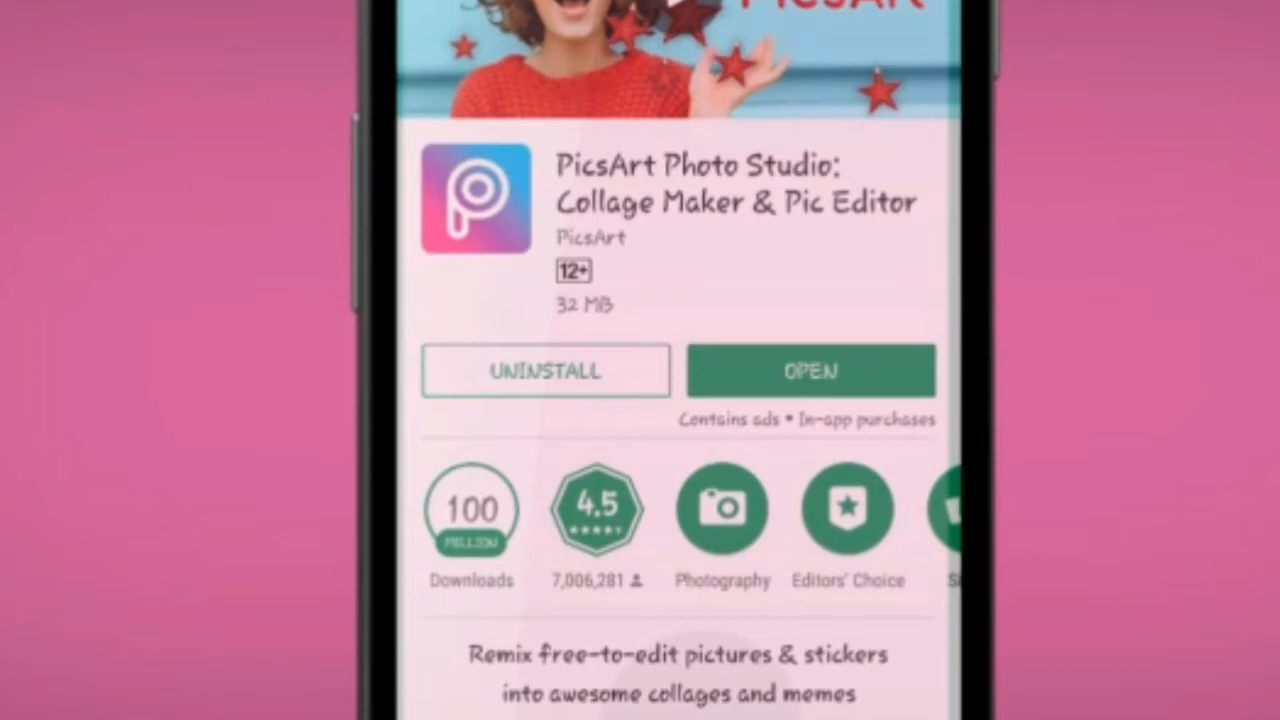 PICSART
PicsArt Photo Studio:
Collage Maker & Pic Editor
PicsArt
12+
32 MB
UNINSTALL
OPEN
Contains ads • In-app purchases
100
MILLION
4.5
Downloads
7,006,281
Photography
Editors' Choice
Remix free-to-edit pictures & stickers
into awesome collages and memes